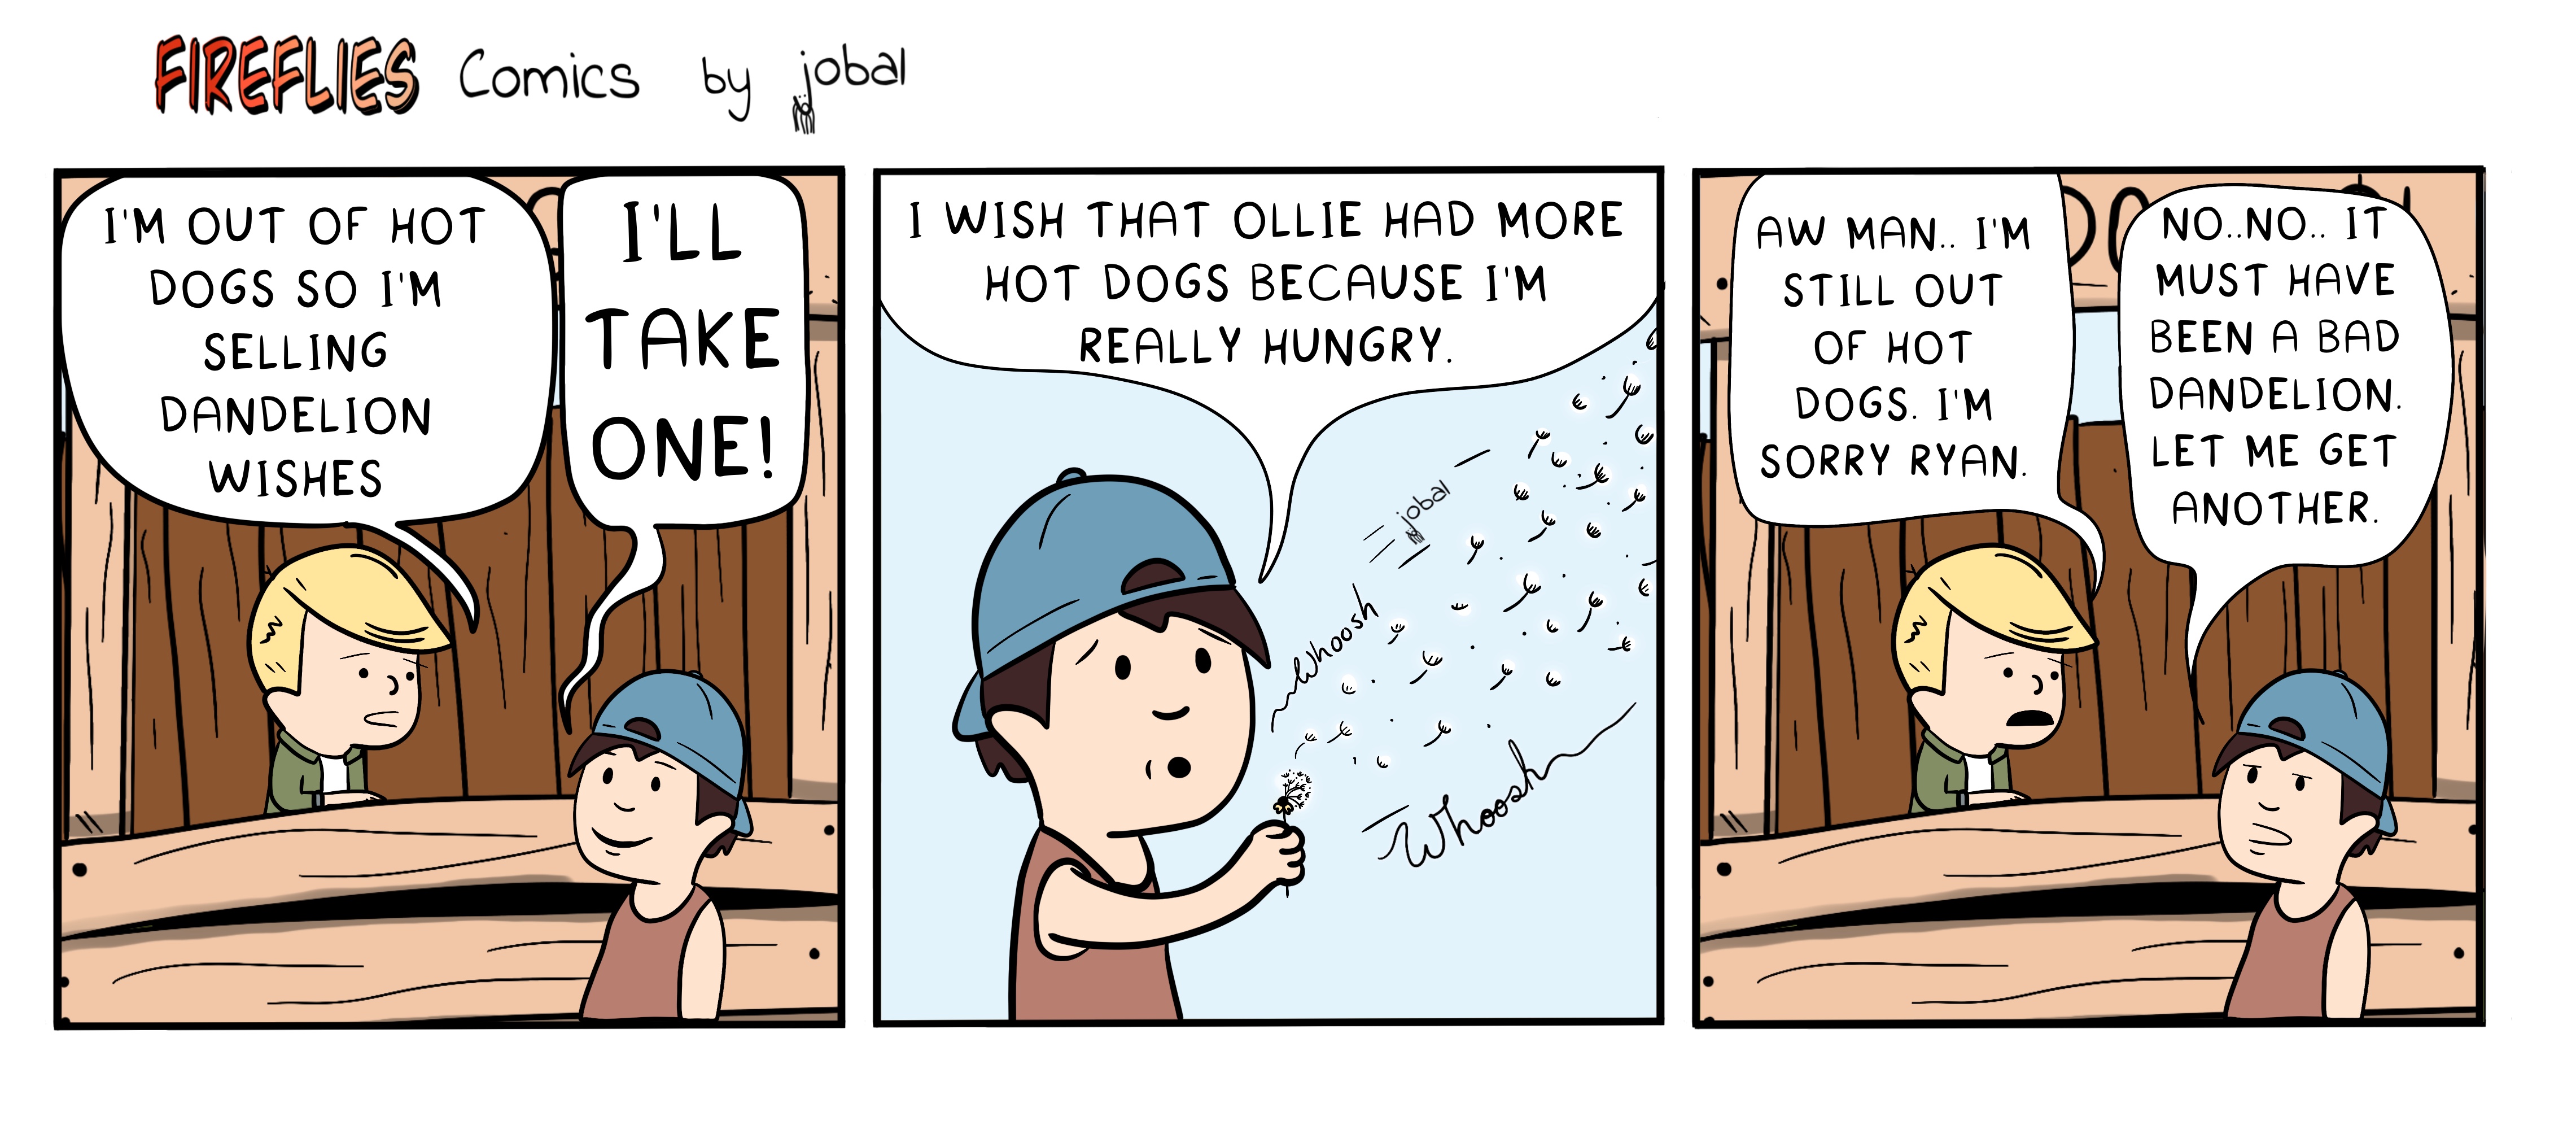 FIREFLIES Comics by jobal
I'M OUT OF HOT
DOGS SO I'M
SELLING
DANDELION
WISHES
I'LL
TAKE
ONE!
I WISH THAT OLLIE HAD MORE
HOT DOGS BECAUSE I'M
REALLY HUNGRY.
jobal
Whoosh
Whoosh
AW MAN.. I'M
STILL OUT
OF HOT
DOGS. I'M
SORRY RYAN.
NO..NO.. IT
MUST HAVE
BEEN A BAD
DANDELION.
LET ME GET
ANOTHER.